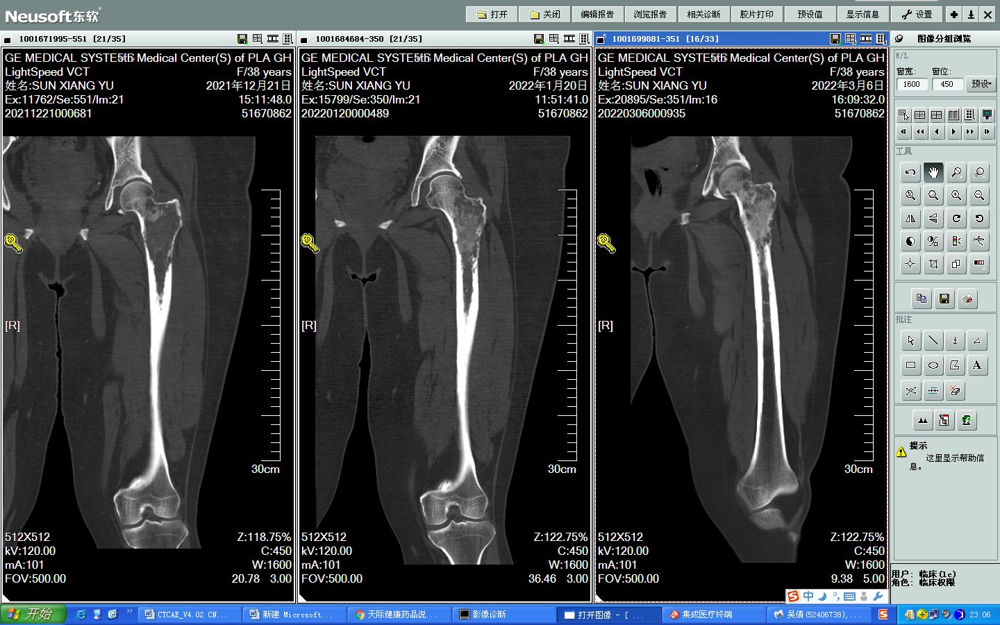 Neusoft东软
打开
关闭
编辑报告
浏览报告
相关诊断
胶片打印
预设值
显示信息
设置
1001671995-551 [21/35]
1001684684-350 [21/35]
1001699881-351 [16/33]
图像分组浏览
GE MEDICAL SYSTE
5th Medical Center(S) of PLA GH
LightSpeed VCT
F/38 years
姓名:SUN XIANG YU
2021年12月21日
Ex:11762/Se:551/Im:21
15:11:48.0
20211221000681
51670862
[R]
30cm
512X512
Z:118.75%
kV:120.00
C:450
mA:101
W:1600
FOV:500.00
20.78 3.00
GE MEDICAL SYSTE
5th Medical Center(S) of PLA GH
LightSpeed VCT
F/38 years
姓名:SUN XIANG YU
2022年1月20日
Ex:15799/Se:350/Im:21
11:51:41.0
20220120000489
51670862
[R]
30cm
512X512
Z:122.75%
kV:120.00
C:450
mA:101
W:1600
FOV:500.00
36.46 3.00
GE MEDICAL SYSTE
5th Medical Center(S) of PLA GH
LightSpeed VCT
F/38 years
姓名:SUN XIANG YU
2022年3月6日
Ex:20895/Se:351/Im:16
16:09:32.0
20220306000935
51670862
[R]
30cm
512X512
Z:122.75%
kV:120.00
C:450
mA:101
W:1600
FOV:500.00
9.38 5.00
W/L
窗宽:
窗位:
1600
450
预设
工具
批注
A
提示
这里显示帮助信
息。
用户: 临床(lc)
角色: 临床权限
中
开始
CTCAE_V4.02 CN...
新建 Microsoft...
天际健康药品说...
影像诊断
打开图像 - [ ...
集成医疗终端
吴倩(52406738),...
23:06